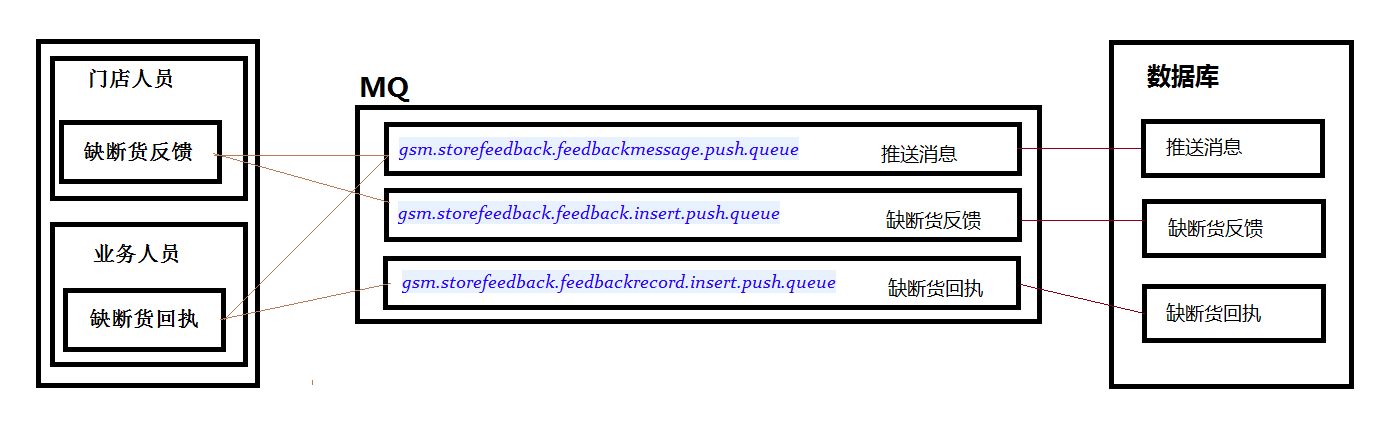 门店人员
缺断货反馈
业务人员
缺断货回执
MQ
gsm.storefeedback.feedbackmessage.push.queue 推送消息
gsm.storefeedback.feedback.insert.push.queue 缺断货反馈
gsm.storefeedback.feedbackrecord.insert.push.queue 缺断货回执
数据库
推送消息
缺断货反馈
缺断货回执